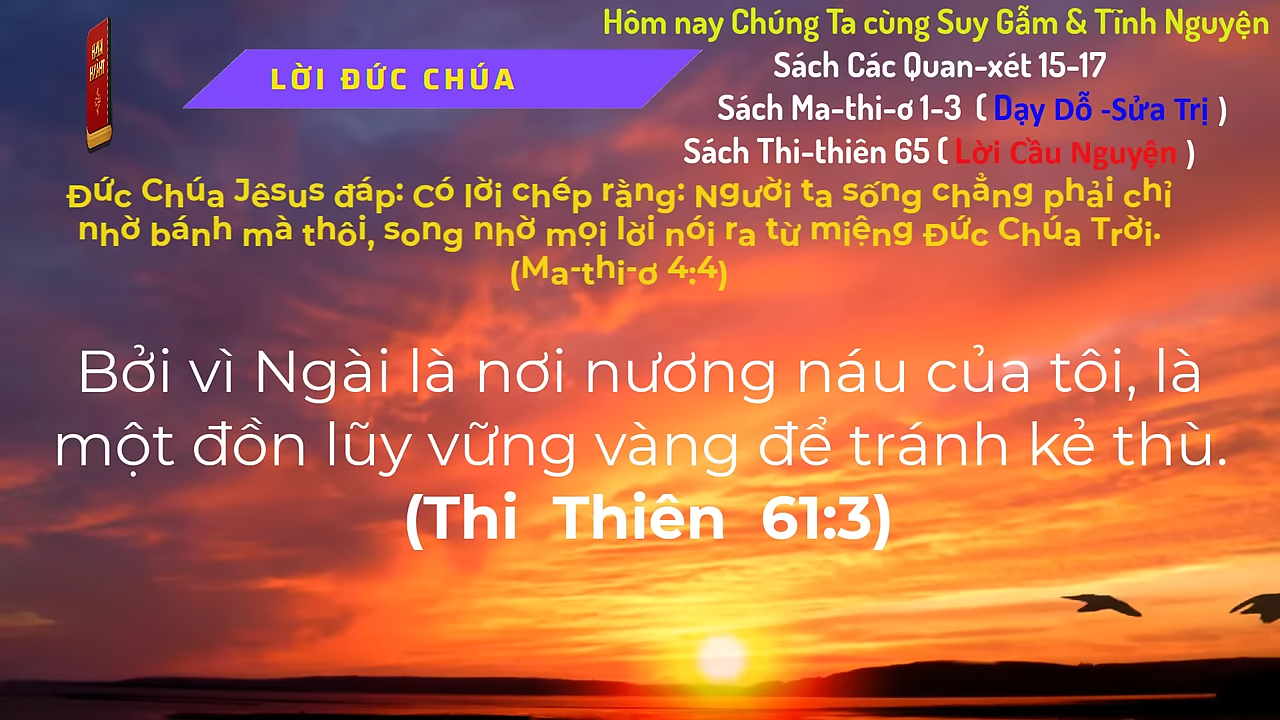 Hôm nay Chúng Ta cùng Suy Gẫm & Tĩnh Nguyện
LỜI ĐỨC CHÚA
Sách Các Quan-xét 15-17
Sách Ma-thi-ơ 1-3 ( Dạy Dỗ -Sửa Trị )
Sách Thi-thiên 65 ( Lời Cầu Nguyện )
Đức Chúa Jêsus đáp: Có lời chép rằng: Người ta sống chẳng phải chỉ
nhờ bánh mà thôi, song nhờ mọi lời nói ra từ miệng Đức Chúa Trời.
(Ma-thi-ơ 4:4)
Bởi vì Ngài là nơi nương náu của tôi, là
một đồn lũy vững vàng để tránh kẻ thù.
(Thi Thiên 61:3)